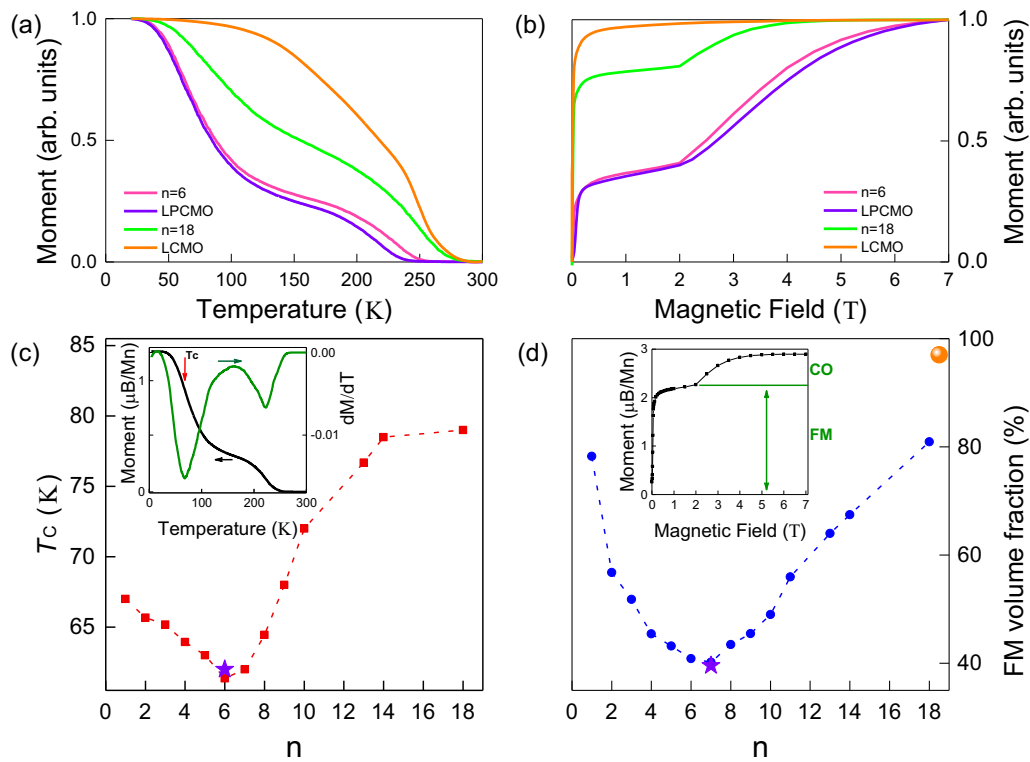 (a)
Moment (arb. units)
1.0
0.5
0.0
n=6
LPCMO
n=18
LCMO
0 50 100 150 200 250 300
Temperature (K)
(b)
1.0
0.5
0.0
Moment (arb. units)
n=6
LPCMO
n=18
LCMO
0 1 2 3 4 5 6 7
Magnetic Field (T)
(c)
85
80
75
70
65
Tc (K)
0 2 4 6 8 10 12 14 16 18
n
Tc
Moment (μB/Mn)
1
0
0.00
-0.01
dM/dT
0 100 200 300
Temperature (K)
(d)
100
80
60
40
FM volume fraction (%)
0 2 4 6 8 10 12 14 16 18
n
Moment (μB/Mn)
3
2
1
0
CO
FM
0 1 2 3 4 5 6 7
Magnetic Field (T)